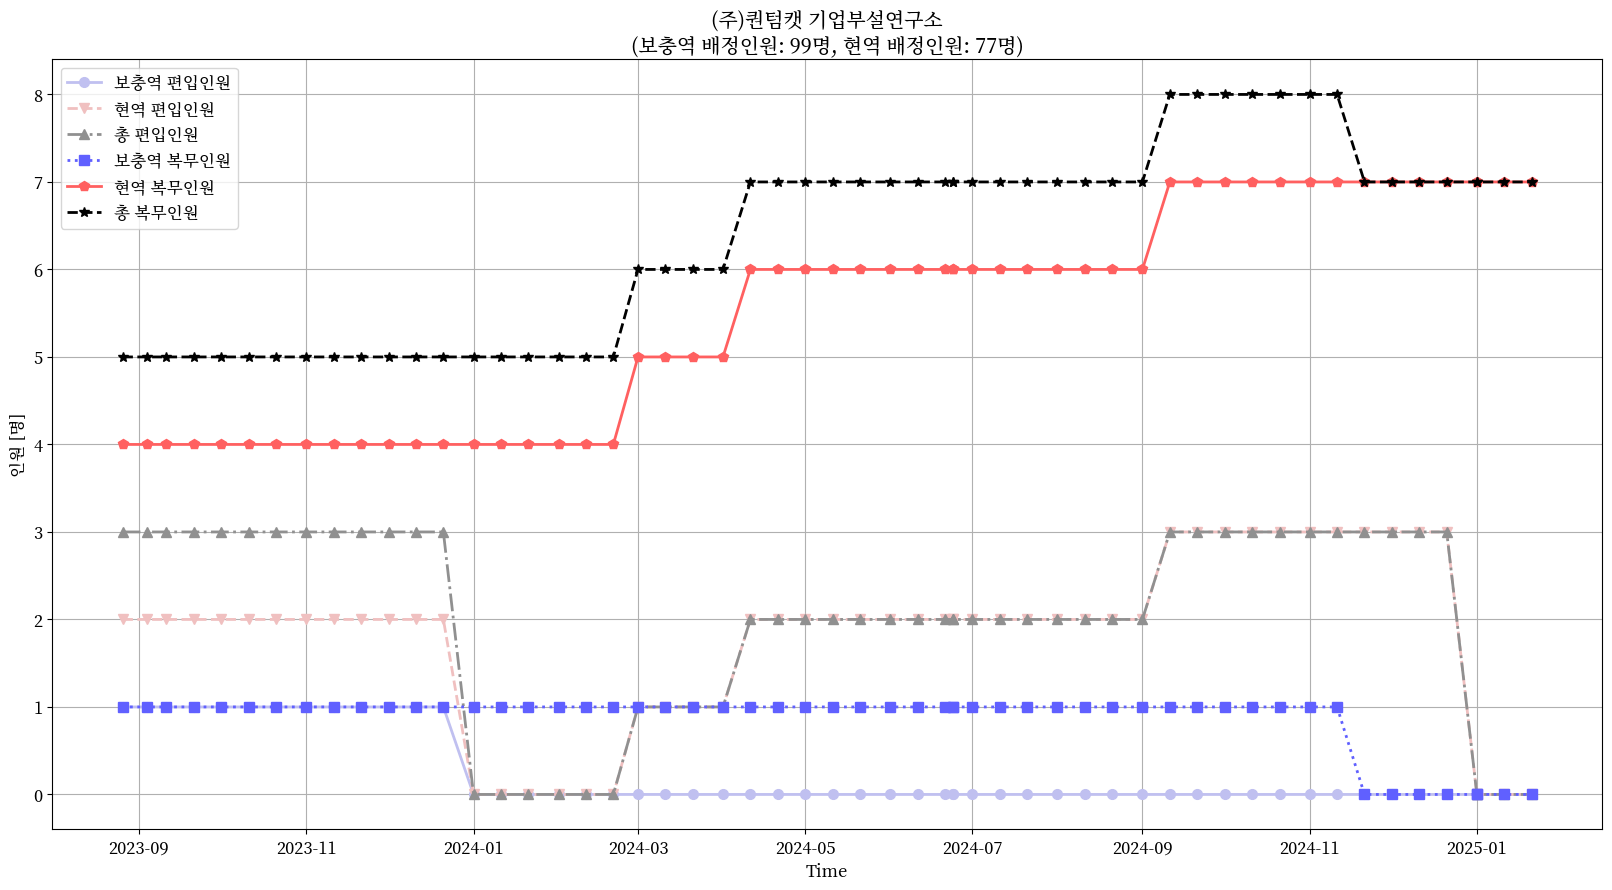 (주)퀀텀캣 기업부설연구소
(보충역 배정인원: 99명, 현역 배정인원: 77명)
보충역 편입인원
현역 편입인원
총 편입인원
보충역 복무인원
현역 복무인원
총 복무인원
8
7
6
5
4
3
2
1
0
인원 [명]
2023-09
2023-11
2024-01
2024-03
2024-05
2024-07
2024-09
2024-11
2025-01
Time